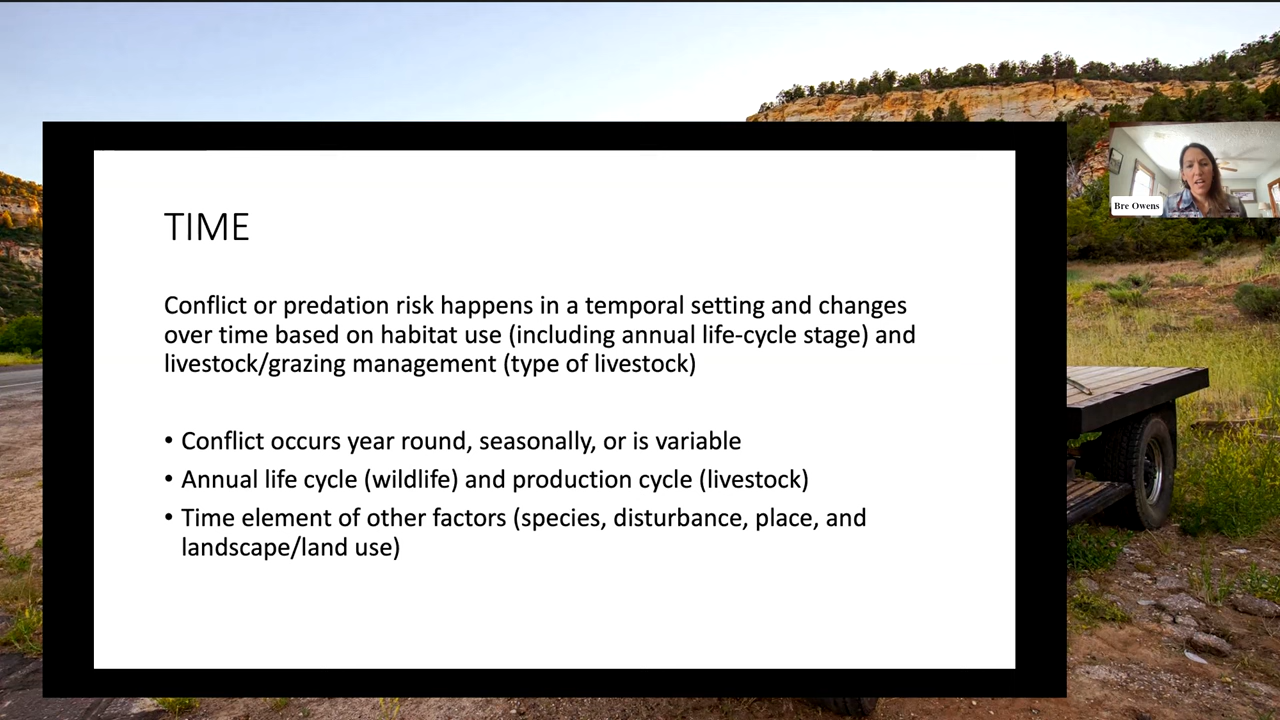 TIME
Conflict or predation risk happens in a temporal setting and changes
over time based on habitat use (including annual life-cycle stage) and
livestock/grazing management (type of livestock)
• Conflict occurs year round, seasonally, or is variable
• Annual life cycle (wildlife) and production cycle (livestock)
• Time element of other factors (species, disturbance, place, and
landscape/land use)
Bre Owens